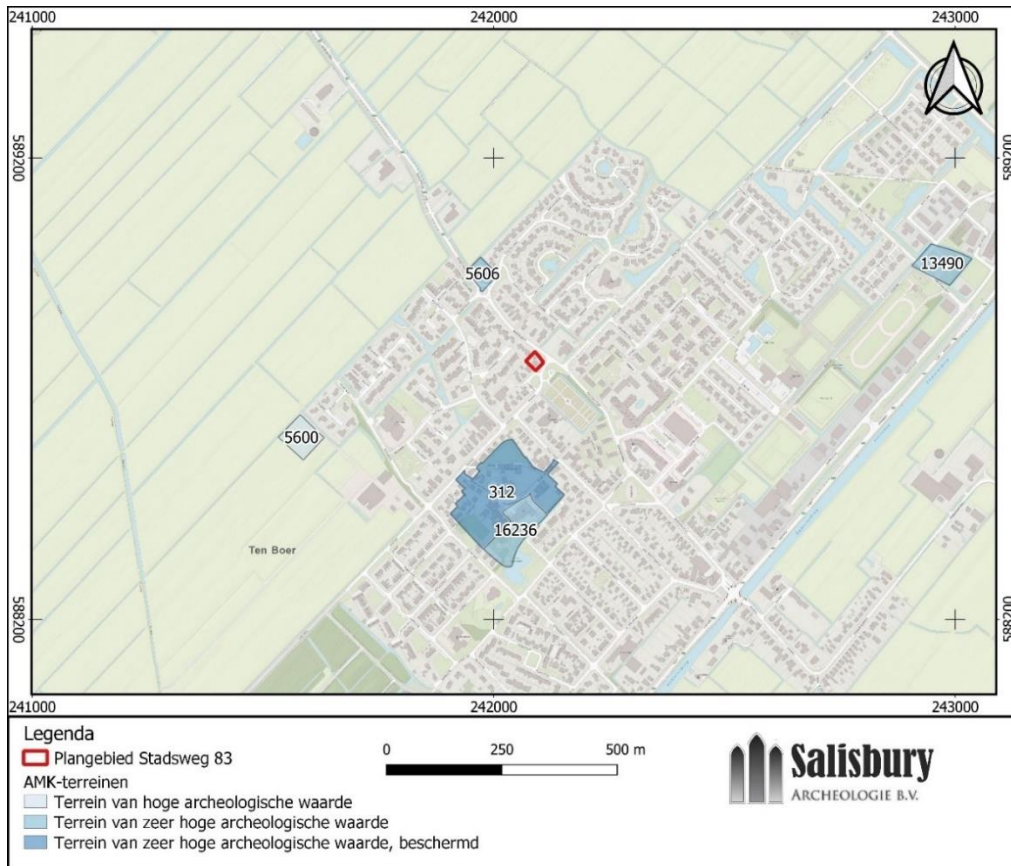 241000 242000 243000
589200 589200
5606
13490
5600
312
16236
Ten Boer
588200 588200
241000 242000 243000
Legenda
Plangebied Stadsweg 83
AMK-terreinen
Terrein van hoge archeologische waarde
Terrein van zeer hoge archeologische waarde
Terrein van zeer hoge archeologische waarde, beschermd
0 250 500 m
Salisbury
ARCHEOLOGIE B.V.